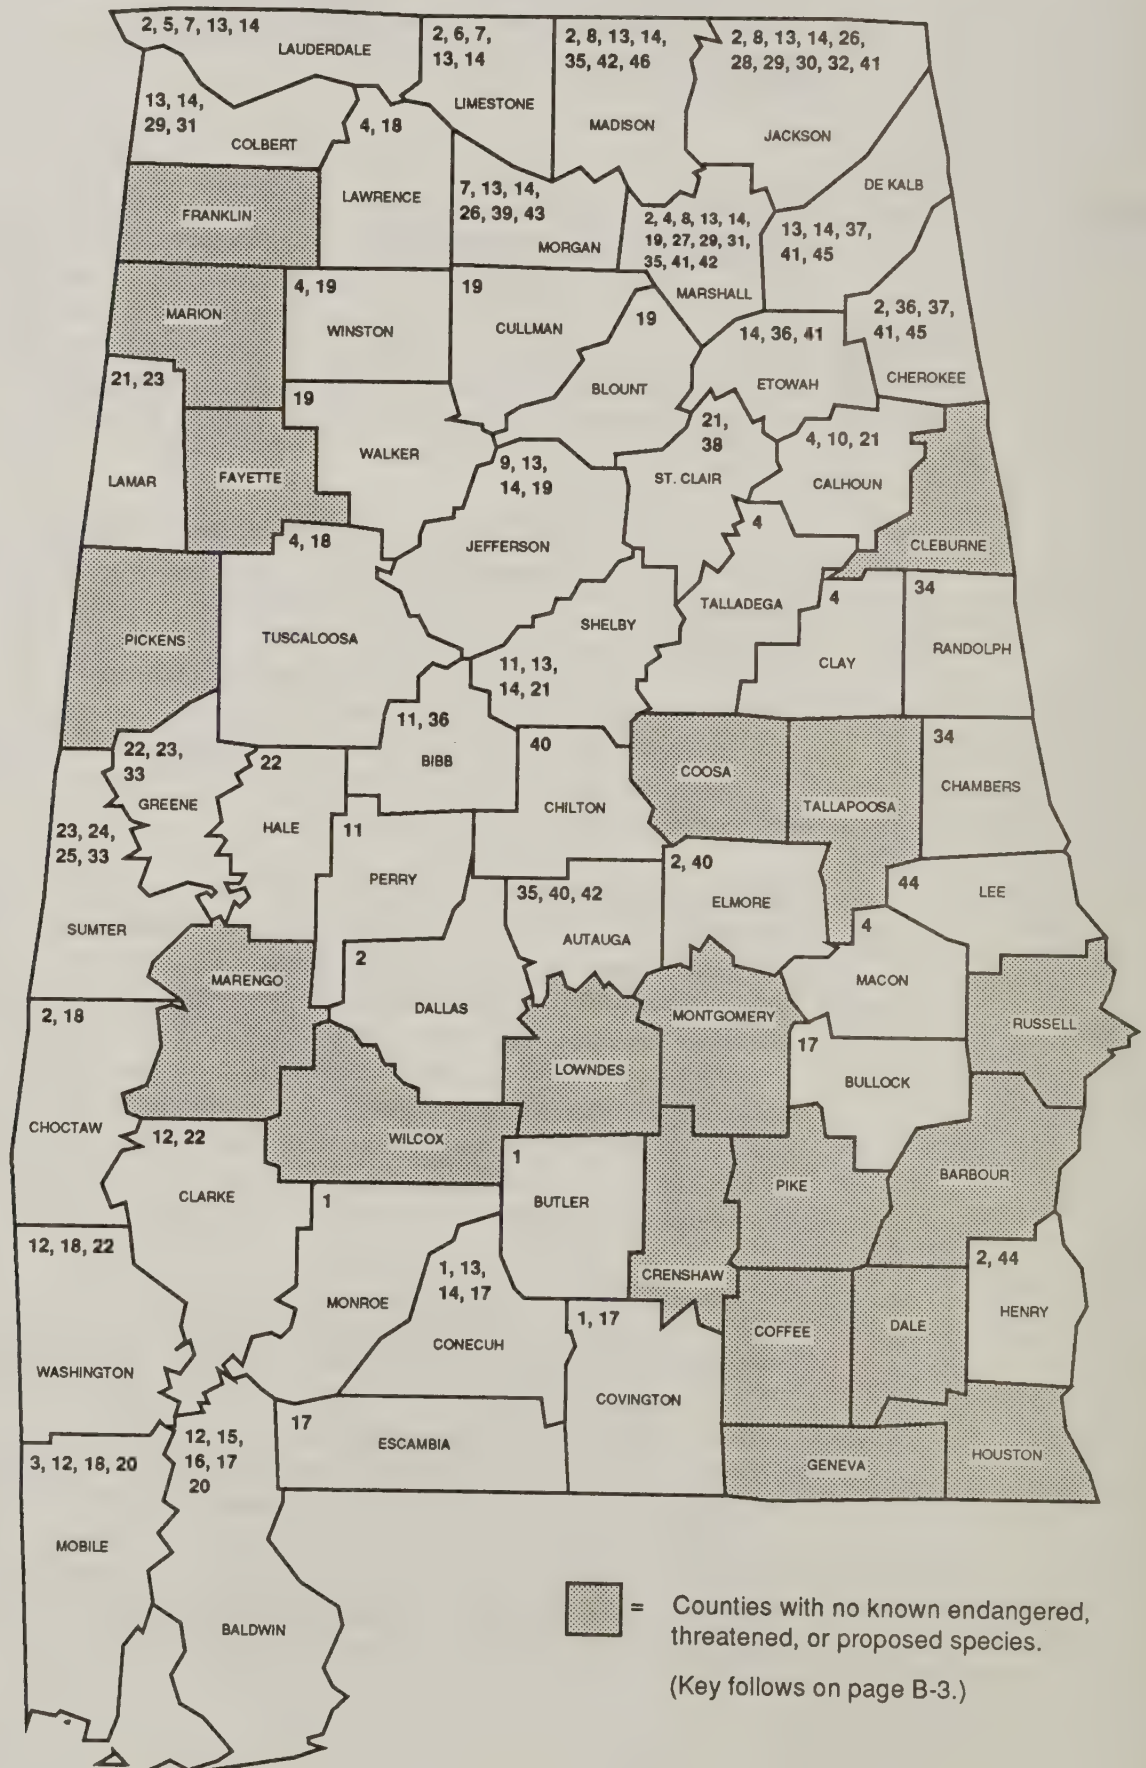 2, 5, 7, 13, 14
LAUDERDALE
2, 6, 7,
13, 14
LIMESTONE
2, 8, 13, 14,
35, 42, 46
MADISON
2, 8, 13, 14, 26,
28, 29, 30, 32, 41
JACKSON
13, 14,
29, 31
COLBERT
4, 18
LAWRENCE
FRANKLIN
7, 13, 14,
26, 39, 43
MORGAN
2, 4, 8, 13, 14,
19, 27, 29, 31,
35, 41, 42
MARSHALL
DE KALB
13, 14, 37,
41, 45
MARION
4, 19
WINSTON
19
CULLMAN
19
BLOUNT
14, 36, 41
ETOWAH
2, 36, 37,
41, 45
CHEROKEE
21, 23
LAMAR
FAYETTE
19
WALKER
9, 13,
14, 19
JEFFERSON
21,
38
ST. CLAIR
4, 10, 21
CALHOUN
CLEBURNE
PICKENS
4, 18
TUSCALOOSA
SHELBY
11, 13,
14, 21
4
TALLADEGA
4
CLAY
34
RANDOLPH
22, 23,
33
GREENE
22
HALE
11, 36
BIBB
40
CHILTON
COOSA
TALLAPOOSA
34
CHAMBERS
23, 24,
25, 33
SUMTER
11
PERRY
35, 40, 42
AUTAUGA
2, 40
ELMORE
44
LEE
MARENGO
2
DALLAS
LOWNDES
MONTGOMERY
4
MACON
RUSSELL
2, 18
CHOCTAW
17
BULLOCK
12, 22
CLARKE
WILCOX
1
BUTLER
CRENSHAW
PIKE
BARBOUR
12, 18, 22
WASHINGTON
1
MONROE
1, 13,
14, 17
CONECUH
1, 17
COVINGTON
COFFEE
DALE
2, 44
HENRY
3, 12, 18, 20
MOBILE
12, 15,
16, 17
20
BALDWIN
17
ESCAMBIA
GENEVA
HOUSTON
= Counties with no known endangered,
threatened, or proposed species.
(Key follows on page B-3.)